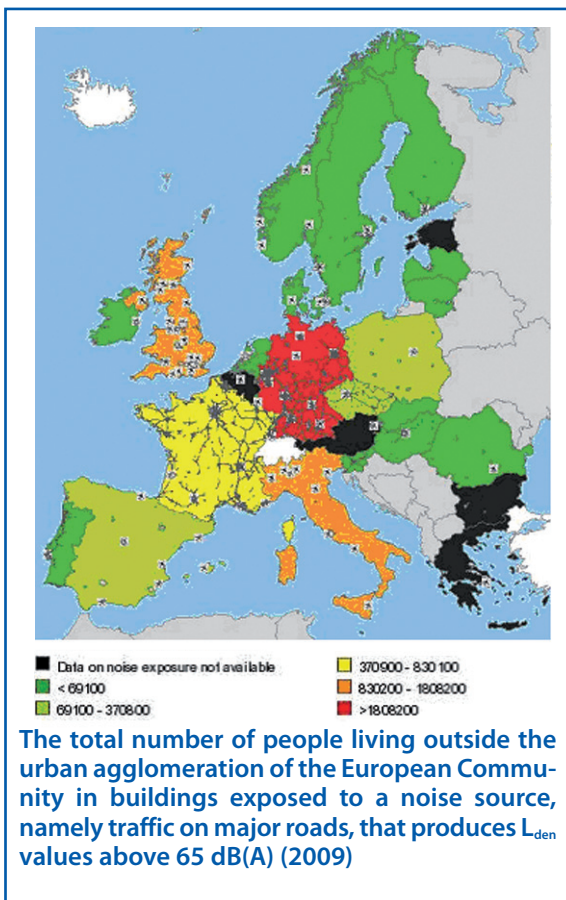 Data on noise exposure not available
< 69100
69100 - 370800
370900 - 830100
830200 - 1808200
>1808200
The total number of people living outside the
urban agglomeration of the European Commu-
nity in buildings exposed to a noise source,
namely traffic on major roads, that produces Lden
values above 65 dB(A) (2009)